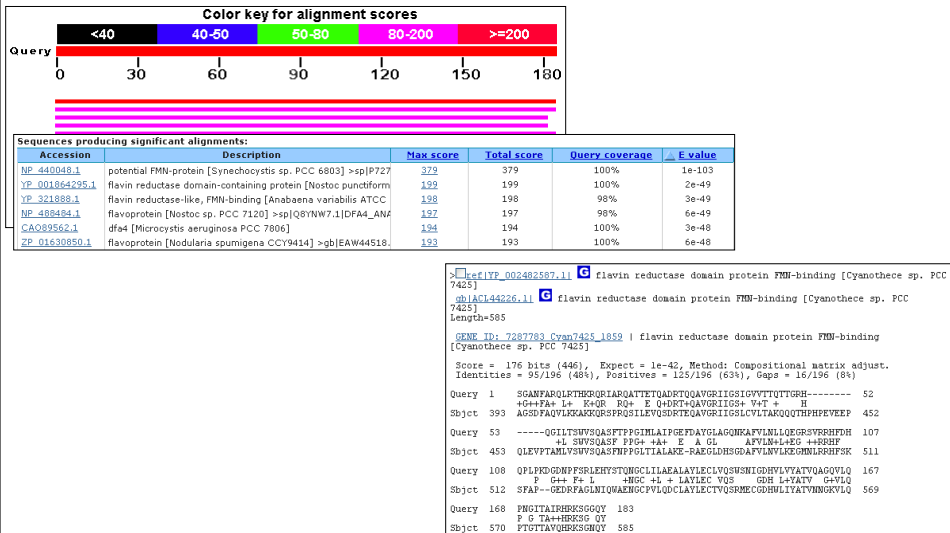 Color key for alignment scores
<40 40-50 50-80 80-200 >=200
Query
0 30 60 90 120 150 180
Sequences producing significant alignments:
Accession Description Max score Total score Query coverage E value
NP_440048.1 potential FMN-protein [Synechocystis sp. PCC 6803] >sp|P727 379 379 100% 1e-103
YP_001864295.1 flavin reductase domain-containing protein [Nostoc punctiform 199 199 100% 2e-49
YP_321888.1 flavin reductase-like, FMN-binding [Anabaena variabilis ATCC 198 198 98% 3e-49
NP_488484.1 flavoprotein [Nostoc sp. PCC 7120] >sp|Q8YNW7.1|DFA4_ANA 197 197 98% 6e-49
CAO89562.1 dfa4 [Microcystis aeruginosa PCC 7806] 194 194 100% 3e-48
ZP_01630850.1 flavoprotein [Nodularia spumigena CCY9414] >gb|EAW44518. 193 193 100% 6e-48
>ref|YP_002482587.1| G flavin reductase domain protein FMN-binding [Cyanothece sp. PCC
7425]
gb|ACL44226.1| G flavin reductase domain protein FMN-binding [Cyanothece sp. PCC
7425]
Length=585
GENE ID: 7287783 Cyan7425_1859 | flavin reductase domain protein FMN-binding
[Cyanothece sp. PCC 7425]
Score = 176 bits (446), Expect = 1e-42, Method: Compositional matrix adjust.
Identities = 95/196 (48%), Positives = 125/196 (63%), Gaps = 16/196 (8%)
Query 1 SGANFARQLRTHKRQRIARQATTETQADRTQQAVGRIIGSIGVVTTQTTGRH-------- 52
+G++FA+ L+ K+QR RQ+ E Q+DRT+QAVGRIIGS+ V+T + H
Sbjct 393 AGSDFAQVLKKAKKQRSPRQSILEVQSDRTEQAVGRIIGSLCVLTAKQQQTHPHPEVEEP 452
Query 53 -----QGILTSWVSQASFTPPGIMLAIPGEFDAYGLAGQNKAFVLNLLQEGRSVRRHFDH 107
+L SWVSQASF PPG+ +A+ E A GL AFVLN+L+EG ++RRHF
Sbjct 453 QLEVPTAMLVSWVSQASFNPPGLTIALAKE-RAEGLDHSGDAFVLNVLKEGMNLRRHFSK 511
Query 108 QPLPKDGDNPFSRLEHYSTQNGCLILAEALAYLECLVQSWSNIGDHVLVYATVQAGQVLQ 167
P G++ F+ L +NGC +L + LAYLEC VQS GDH L+YATV G+VLQ
Sbjct 512 SFAP--GEDRFAGLNIQWAENGCPVLQDCLAYLECTVQSRMECGDHWLIYATVNNGKVLQ 569
Query 168 PNGITAIRHRKSGGQY 183
P G TA++HRKSG QY
Sbjct 570 PTGTTAVQHRKSGNQY 585